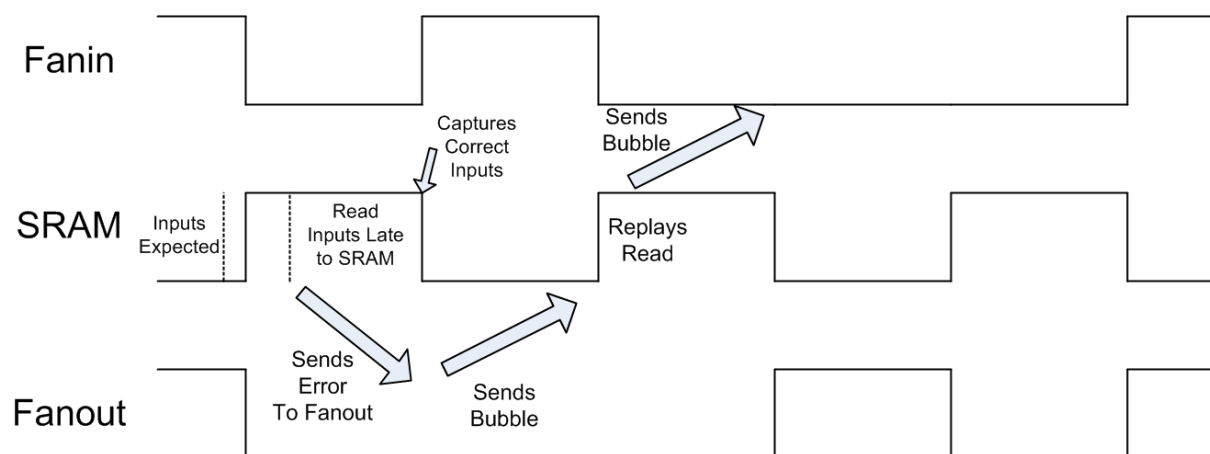 Fanin
Captures
Correct
Inputs
Sends
Bubble
SRAM
Inputs
Expected
Read
Inputs Late
to SRAM
Replays
Read
Fanout
Sends
Error
To Fanout
Sends
Bubble